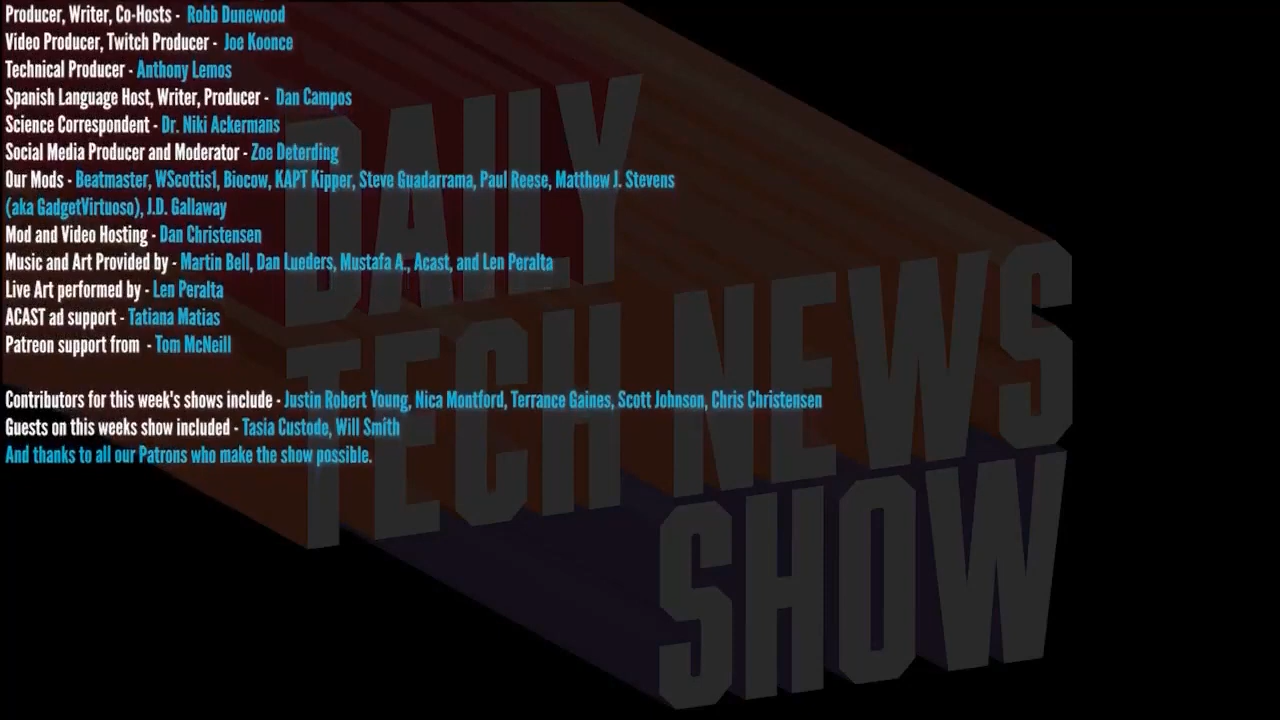 Producer, Writer, Co-Hosts - Robb Dunewood
Video Producer, Twitch Producer - Joe Koonce
Technical Producer - Anthony Lemos
Spanish Language Host, Writer, Producer - Dan Campos
Science Correspondent - Dr. Niki Ackermans
Social Media Producer and Moderator - Zoe Deterding
Our Mods - Beatmaster, WScottis1, Biocow, KAPT Kipper, Steve Guadarrama, Paul Reese, Matthew J. Stevens
(aka GadgetVirtuoso), J.D. Gallaway
Mod and Video Hosting - Dan Christensen
Music and Art Provided by - Martin Bell, Dan Lueders, Mustafa A., Acast, and Len Peralta
Live Art performed by - Len Peralta
ACAST ad support - Tatiana Matias
Patreon support from - Tom McNeill
Contributors for this week's shows include - Justin Robert Young, Nica Montford, Terrance Gaines, Scott Johnson, Chris Christensen
Guests on this weeks show included - Tasia Custode, Will Smith
And thanks to all our Patrons who make the show possible.
DAILY
TECH NEWS
SHOW